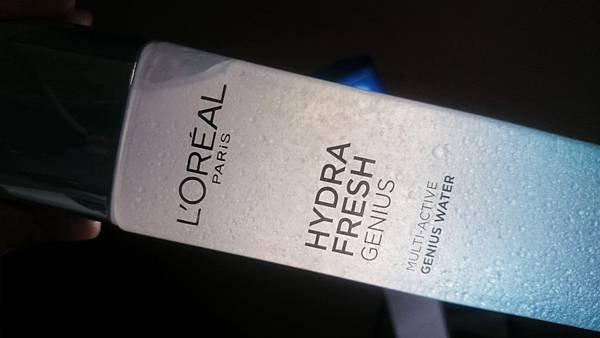 L'ORÉAL
PARIS
HYDRA
FRESH
GENIUS
MULTI-ACTIVE
GENIUS WATER